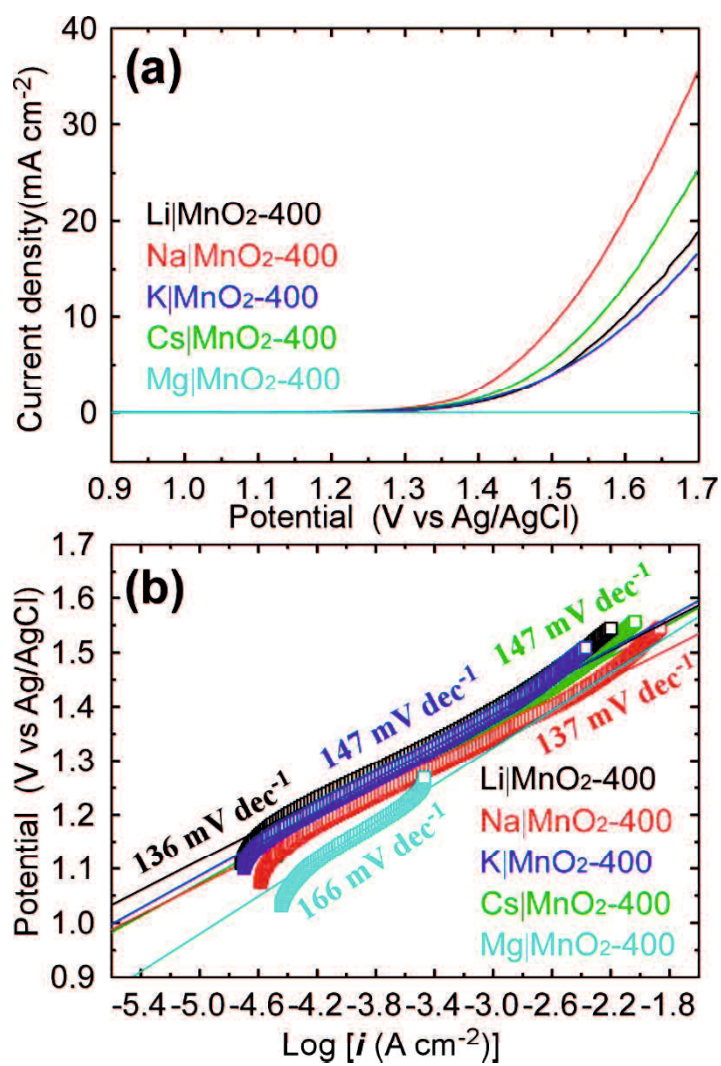 (a)
40
30
20
10
0
Current density(mA cm-2)
Li|MnO2-400
Na|MnO2-400
K|MnO2-400
Cs|MnO2-400
Mg|MnO2-400
0.9 1.0 1.1 1.2 1.3 1.4 1.5 1.6 1.7
Potential (V vs Ag/AgCl)
(b)
1.7
1.6
1.5
1.4
1.3
1.2
1.1
1.0
0.9
Potential (V vs Ag/AgCl)
136 mV dec-1
147 mV dec-1
147 mV dec-1
137 mV dec-1
166 mV dec-1
Li|MnO2-400
Na|MnO2-400
K|MnO2-400
Cs|MnO2-400
Mg|MnO2-400
-5.4 -5.0 -4.6 -4.2 -3.8 -3.4 -3.0 -2.6 -2.2 -1.8
Log [i (A cm-2)]